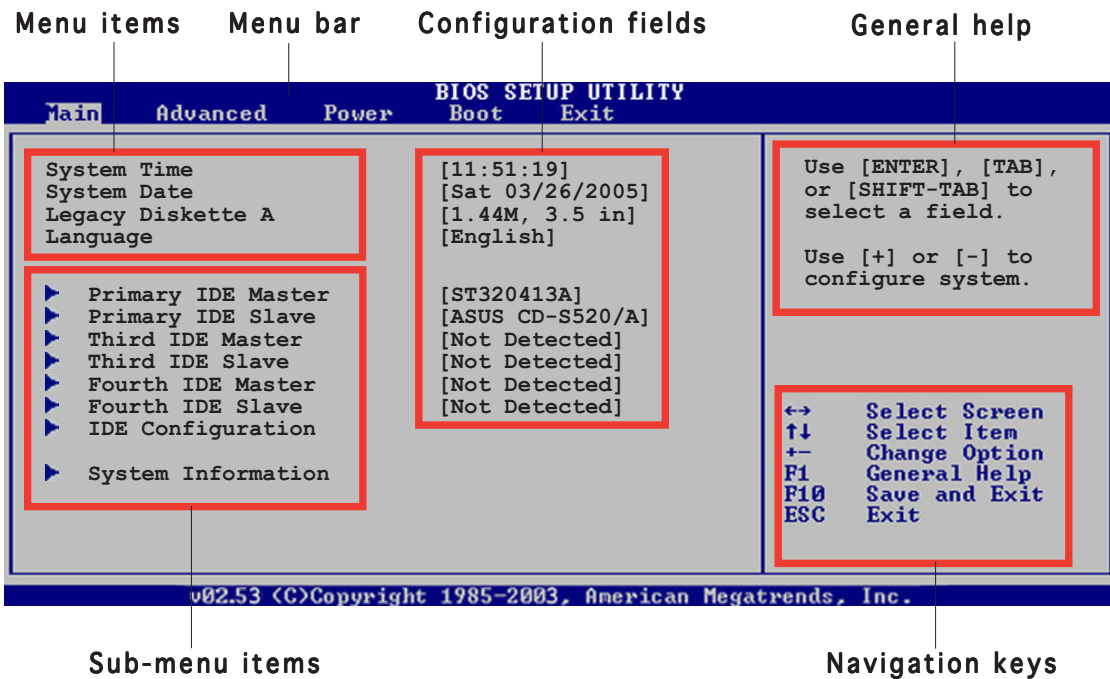 Menu items Menu bar Configuration fields General help
BIOS SETUP UTILITY
Main Advanced Power Boot Exit
System Time [11:51:19]
System Date [Sat 03/26/2005]
Legacy Diskette A [1.44M, 3.5 in]
Language [English]
Primary IDE Master [ST320413A]
Primary IDE Slave [ASUS CD-S520/A]
Third IDE Master [Not Detected]
Third IDE Slave [Not Detected]
Fourth IDE Master [Not Detected]
Fourth IDE Slave [Not Detected]
IDE Configuration
System Information
Use [ENTER], [TAB],
or [SHIFT-TAB] to
select a field.
Use [+] or [-] to
configure system.
←→ Select Screen
↑↓ Select Item
+- Change Option
F1 General Help
F10 Save and Exit
ESC Exit
v02.53 (C)Copyright 1985-2003, American Megatrends, Inc.
Sub-menu items Navigation keys